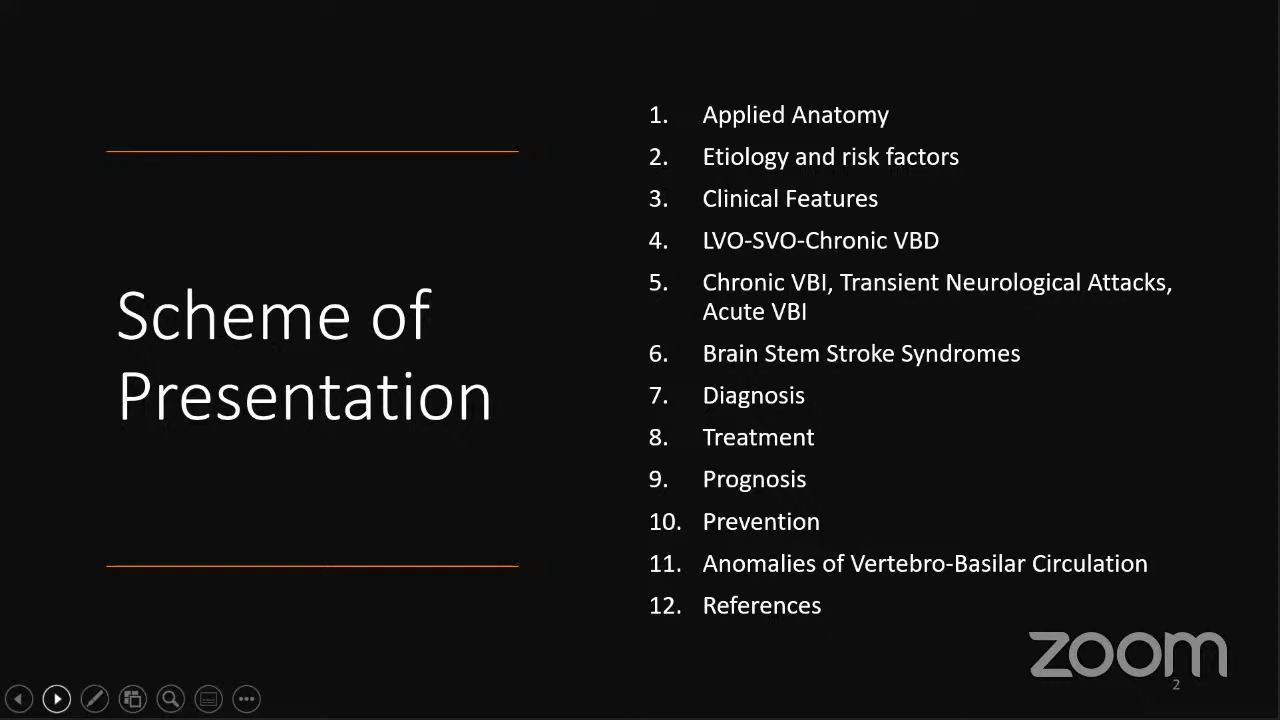 Scheme of
Presentation
1. Applied Anatomy
2. Etiology and risk factors
3. Clinical Features
4. LVO-SVO-Chronic VBD
5. Chronic VBI, Transient Neurological Attacks,
Acute VBI
6. Brain Stem Stroke Syndromes
7. Diagnosis
8. Treatment
9. Prognosis
10. Prevention
11. Anomalies of Vertebro-Basilar Circulation
12. References
zoom
2